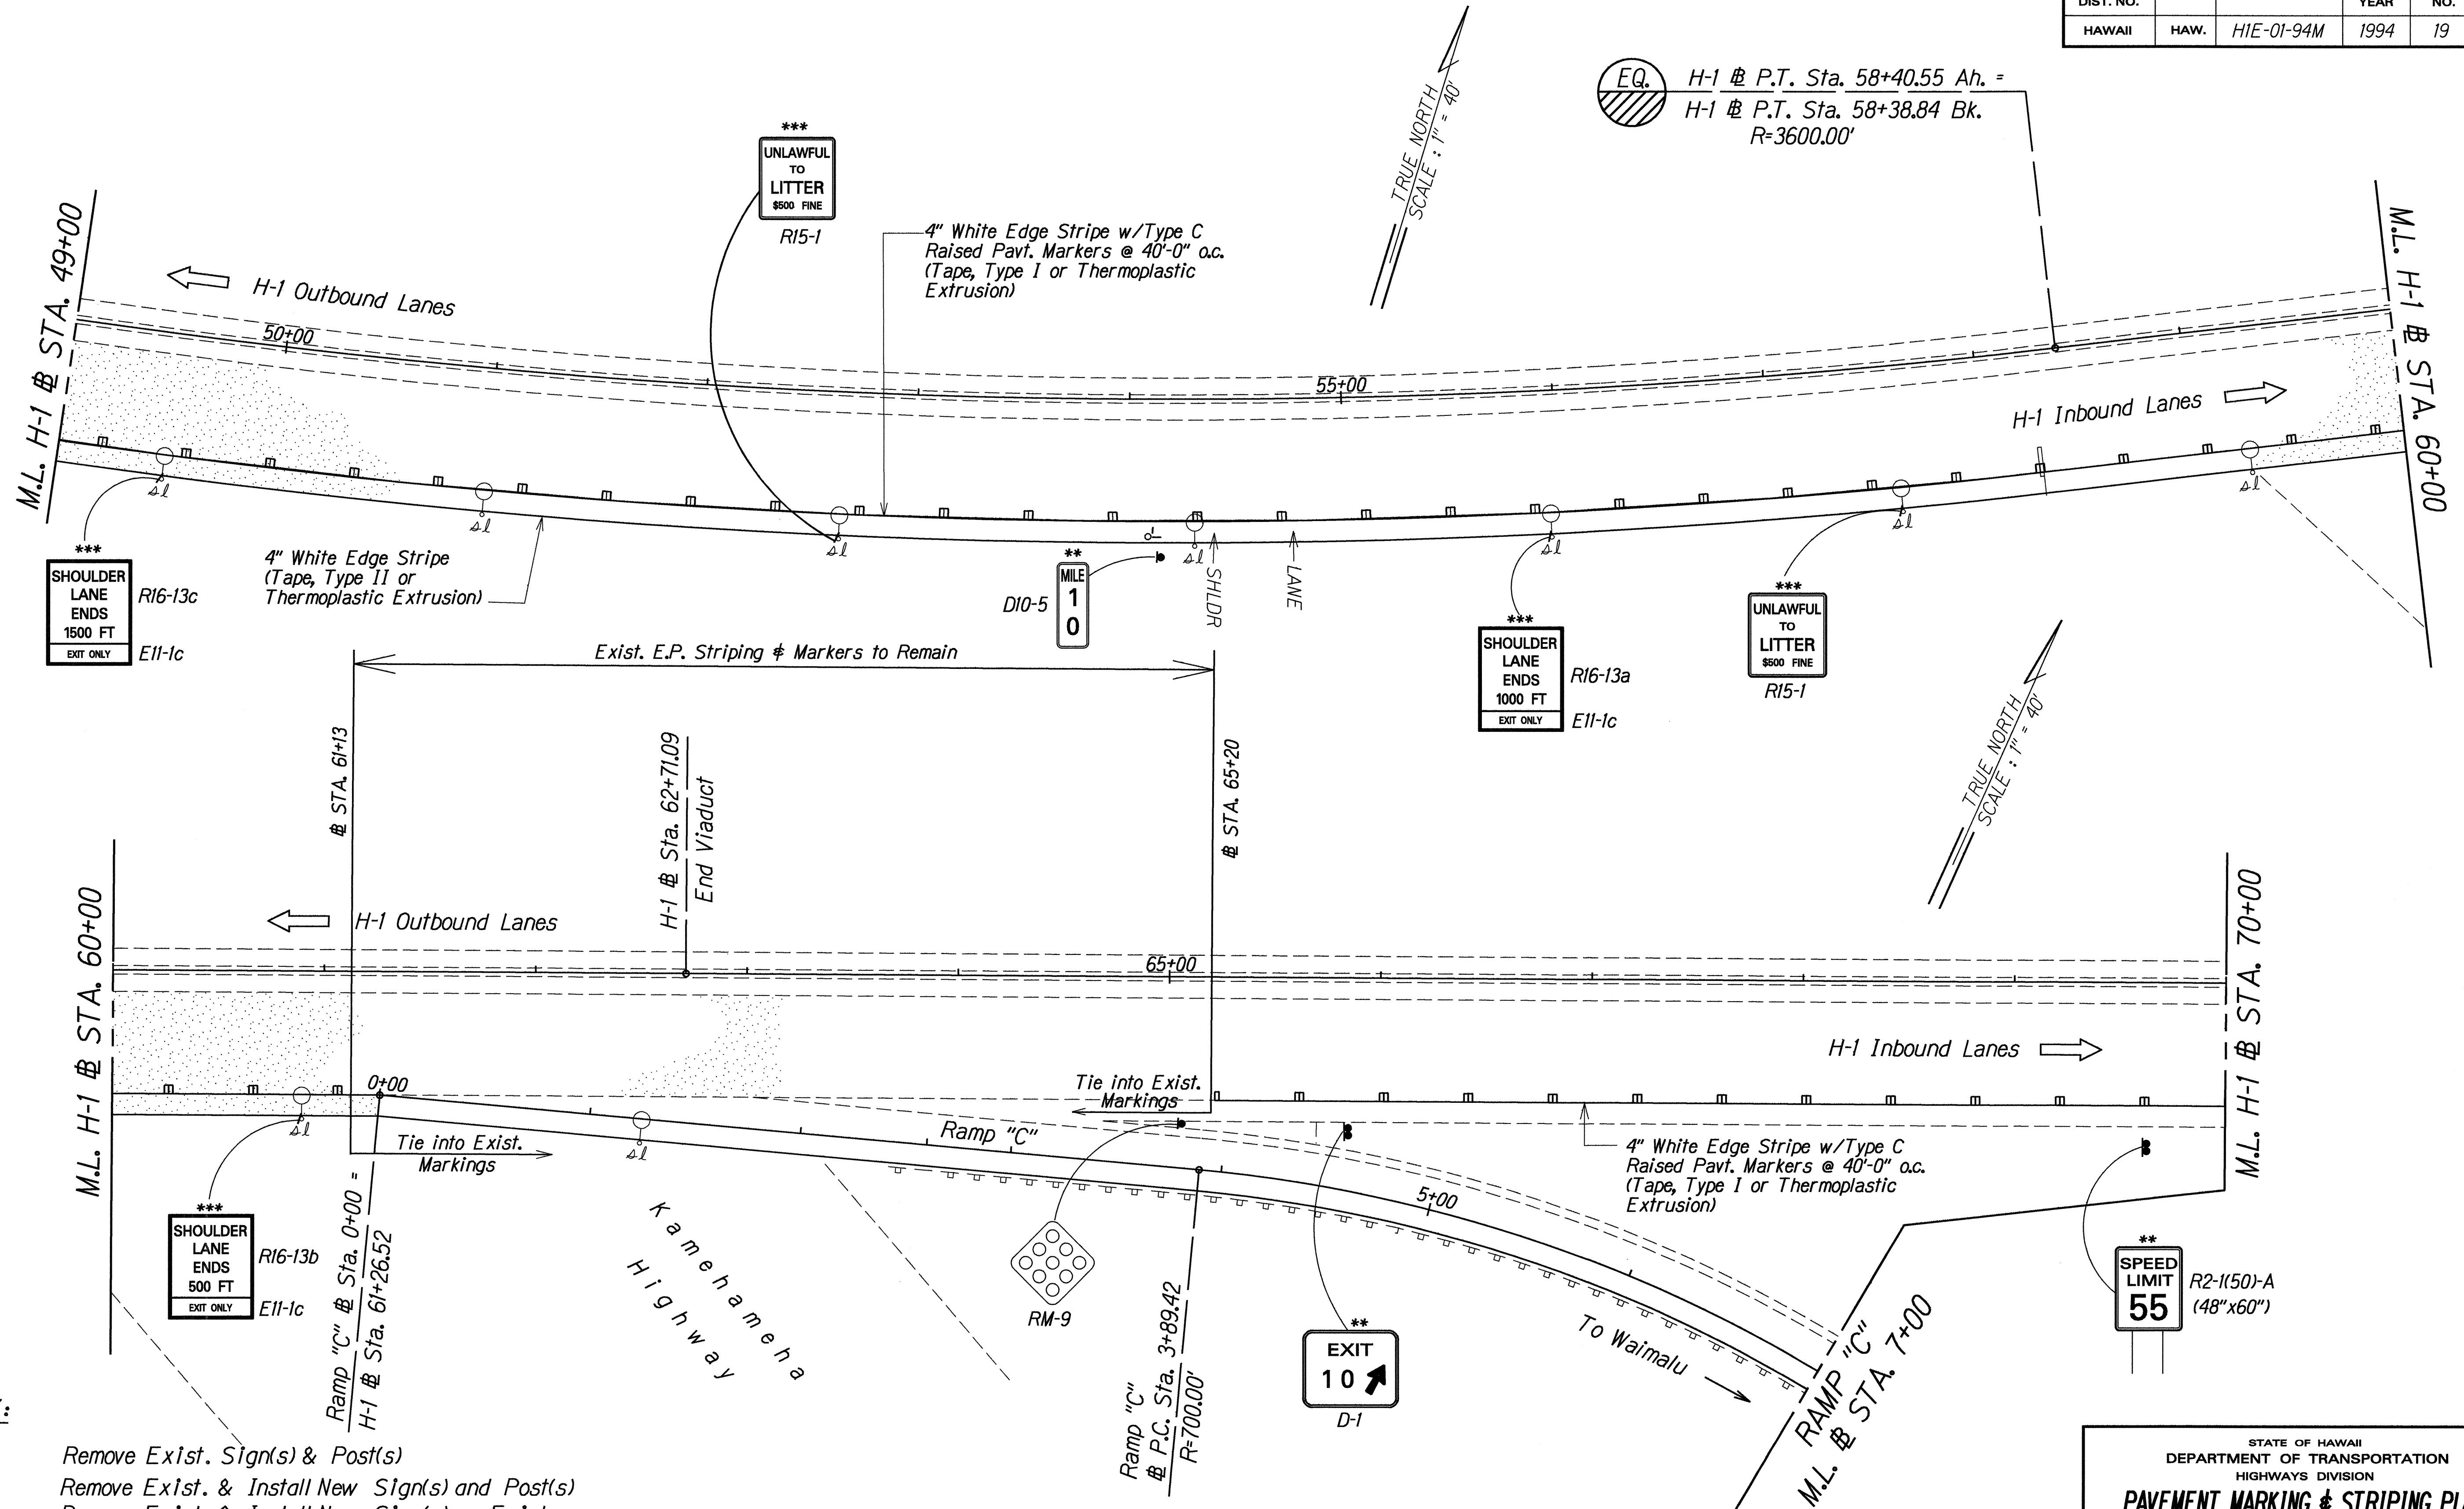 DIST. NO. YEAR NO.
HAWAII HAW. H1E-01-94M 1994 19
EQ.
H-1 ℄ P.T. Sta. 58+40.55 Ah. =
H-1 ℄ P.T. Sta. 58+38.84 Bk.
R=3600.00'
TRUE NORTH
SCALE : 1" = 40'
***
UNLAWFUL
TO
LITTER
$500 FINE
R15-1
4" White Edge Stripe w/Type C
Raised Pavt. Markers @ 40'-0" o.c.
(Tape, Type I or Thermoplastic
Extrusion)
M.L. H-1 ℄ STA. 49+00
H-1 Outbound Lanes
50+00
55+00
H-1 Inbound Lanes
M.L. H-1 ℄ STA. 60+00
sl
sl
sl
sl
sl
sl
sl
***
SHOULDER
LANE
ENDS
1500 FT
EXIT ONLY
R16-13c
E11-1c
4" White Edge Stripe
(Tape, Type II or
Thermoplastic Extrusion)
**
MILE
1
0
D10-5
SHLDR
LANE
***
SHOULDER
LANE
ENDS
1000 FT
EXIT ONLY
R16-13a
E11-1c
***
UNLAWFUL
TO
LITTER
$500 FINE
R15-1
Exist. E.P. Striping & Markers to Remain
℄ STA. 61+13
H-1 ℄ Sta. 62+71.09
End Viaduct
℄ STA. 65+20
TRUE NORTH
SCALE : 1" = 40'
M.L. H-1 ℄ STA. 60+00
H-1 Outbound Lanes
65+00
H-1 Inbound Lanes
M.L. H-1 ℄ STA. 70+00
0+00
sl
sl
Tie into Exist.
Markings
Tie into Exist.
Markings
Ramp "C"
5+00
4" White Edge Stripe w/Type C
Raised Pavt. Markers @ 40'-0" o.c.
(Tape, Type I or Thermoplastic
Extrusion)
***
SHOULDER
LANE
ENDS
500 FT
EXIT ONLY
R16-13b
E11-1c
Ramp "C" ℄ Sta. 0+00 =
H-1 ℄ Sta. 61+26.52
Kamehameha
Highway
RM-9
Ramp "C"
℄ P.C. Sta. 3+89.42
R=700.00'
**
EXIT
10
D-1
To Waimalu
RAMP "C"
M.L. ℄ STA. 7+00
**
SPEED
LIMIT
55
R2-1(50)-A
(48"x60")
Remove Exist. Sign(s) & Post(s)
Remove Exist. & Install New Sign(s) and Post(s)
STATE OF HAWAII
DEPARTMENT OF TRANSPORTATION
HIGHWAYS DIVISION
PAVEMENT MARKING & STRIPING